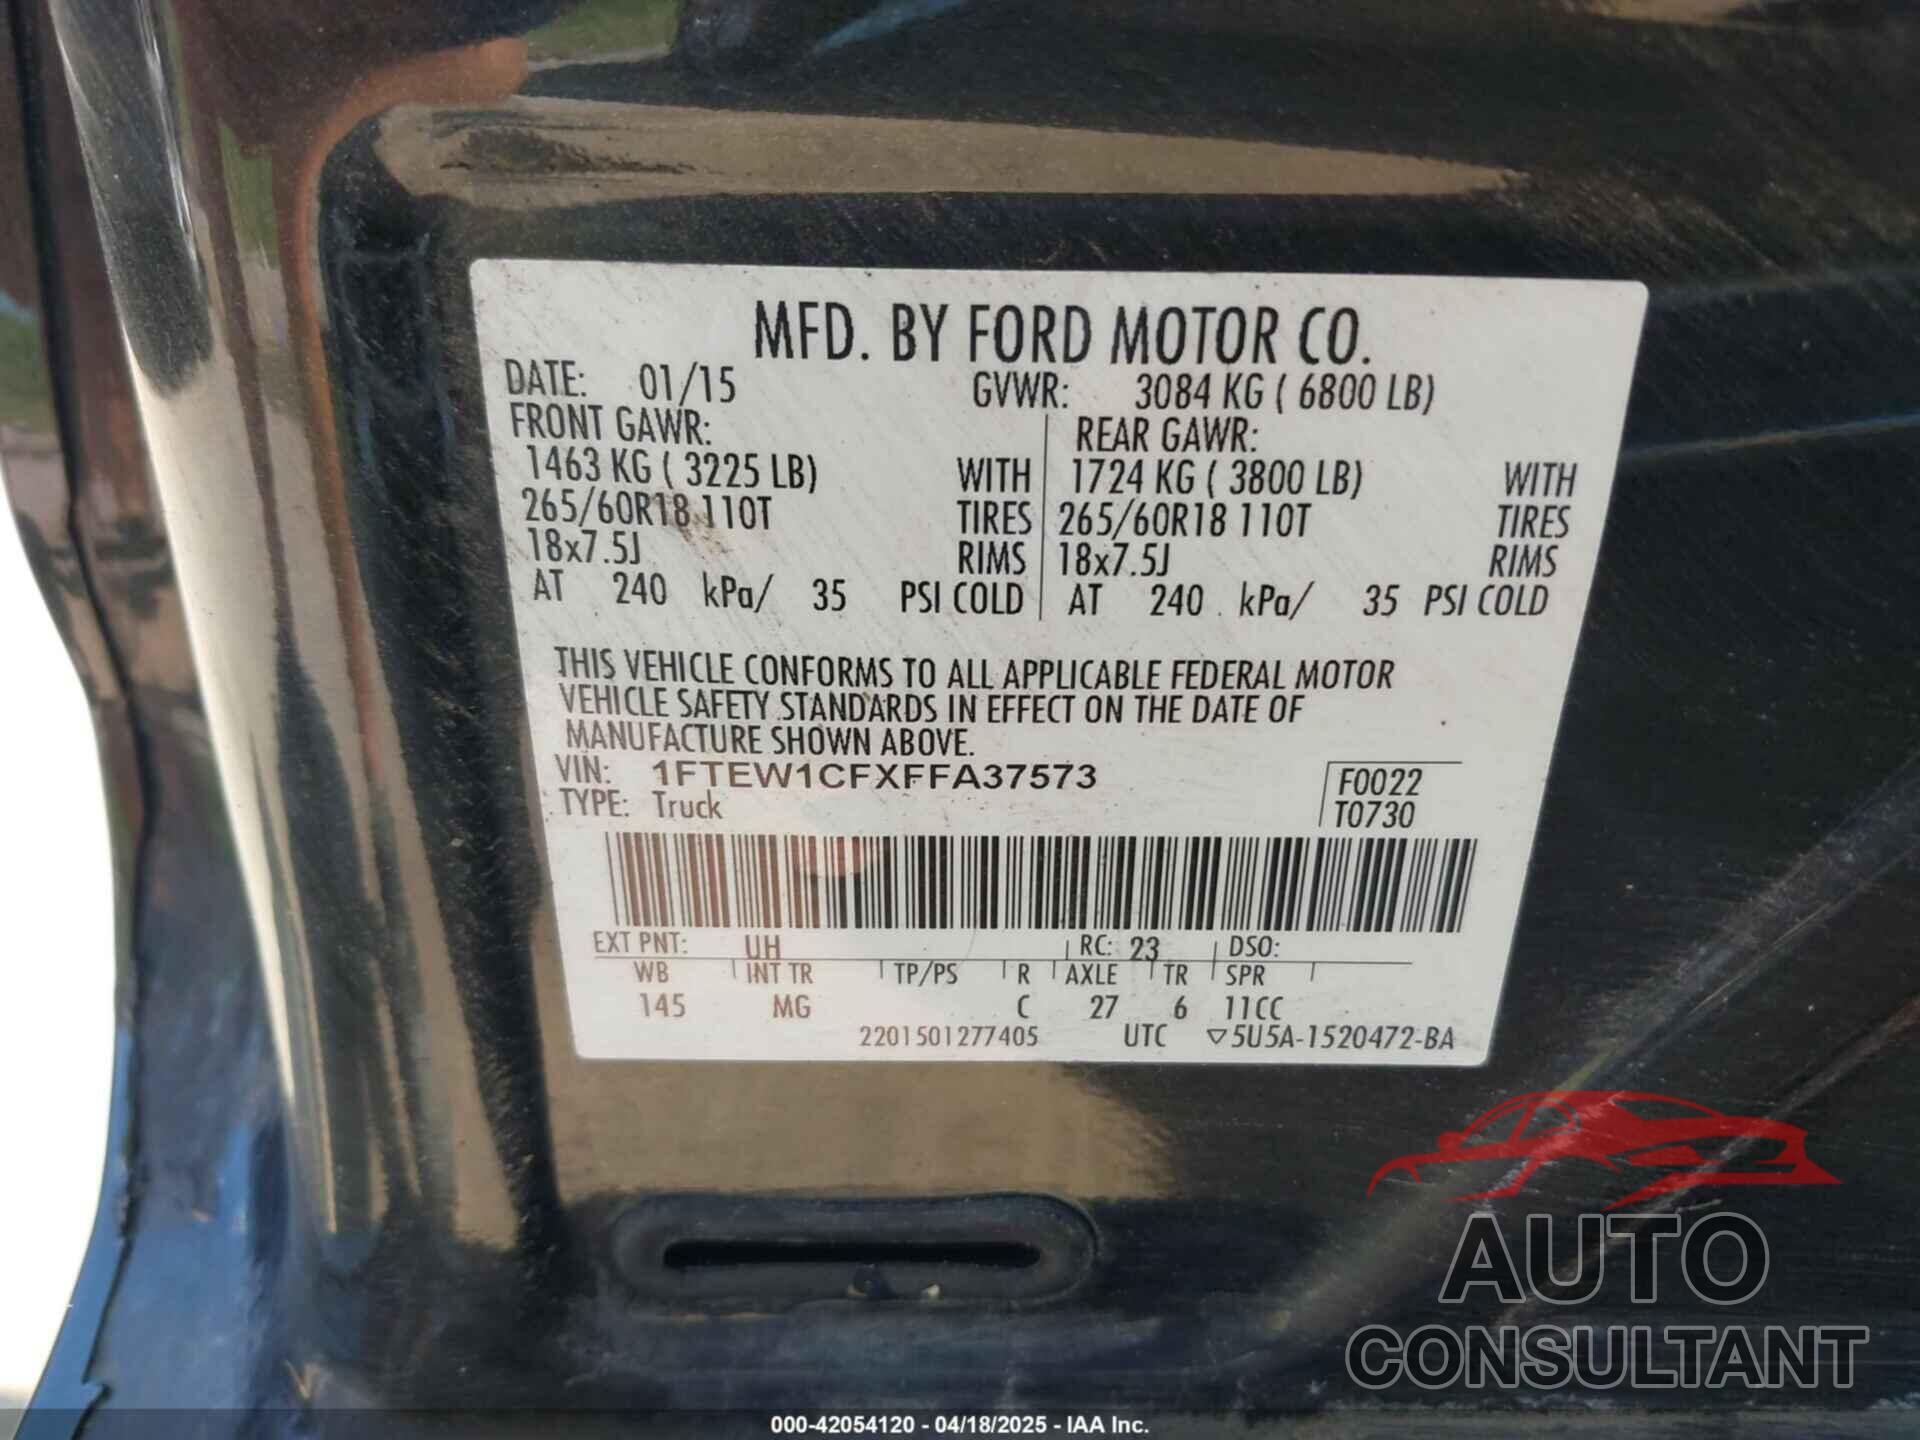 MFD. BY FORD MOTOR CO.
DATE: 01/15 GVWR: 3084 KG ( 6800 LB)
FRONT GAWR: REAR GAWR:
1463 KG ( 3225 LB) WITH 1724 KG ( 3800 LB) WITH
265/60R18 110T TIRES 265/60R18 110T TIRES
18x7.5J RIMS 18x7.5J RIMS
AT 240 kPa/ 35 PSI COLD AT 240 kPa/ 35 PSI COLD
THIS VEHICLE CONFORMS TO ALL APPLICABLE FEDERAL MOTOR
VEHICLE SAFETY STANDARDS IN EFFECT ON THE DATE OF
MANUFACTURE SHOWN ABOVE.
VIN: 1FTEW1CFXFFA37573 F0022
TYPE: Truck T0730
EXT PNT: UH RC: 23 DSO:
WB INT TR TP/PS R AXLE TR SPR
145 MG C 27 6 11CC
2201501277405 UTC ▽5U5A-1520472-BA
AUTO
CONSULTANT
000-42054120 - 04/18/2025 - IAA Inc.